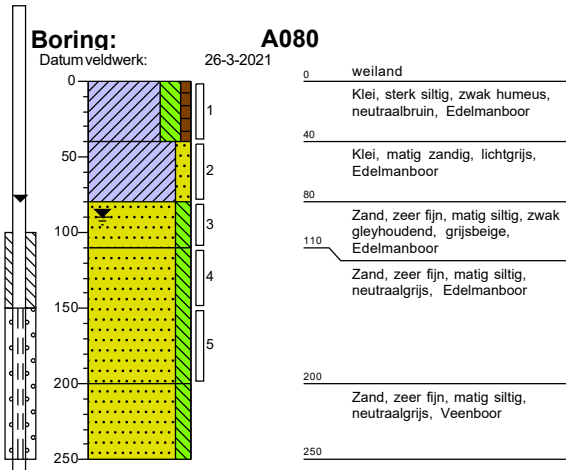 Boring: A080
Datum veldwerk: 26-3-2021
0
50
100
150
200
250
1
2
3
4
5
0 weiland
Klei, sterk siltig, zwak humeus,
neutraalbruin, Edelmanboor
40
Klei, matig zandig, lichtgrijs,
Edelmanboor
80
Zand, zeer fijn, matig siltig, zwak
gleyhoudend, grijsbeige,
Edelmanboor
110
Zand, zeer fijn, matig siltig,
neutraalgrijs, Edelmanboor
200
Zand, zeer fijn, matig siltig,
neutraalgrijs, Veenboor
250